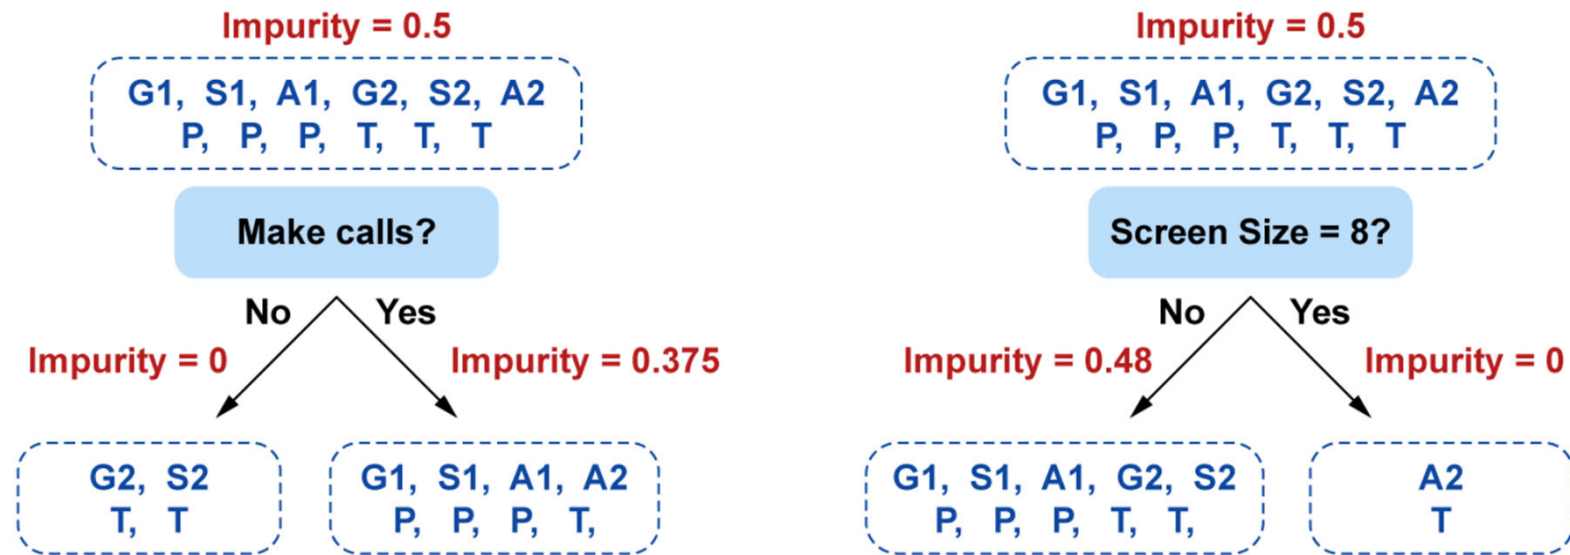 Impurity = 0.5
G1, S1, A1, G2, S2, A2
P, P, P, T, T, T
Make calls?
No Yes
Impurity = 0 Impurity = 0.375
G2, S2
T, T
G1, S1, A1, A2
P, P, P, T,
Impurity = 0.5
G1, S1, A1, G2, S2, A2
P, P, P, T, T, T
Screen Size = 8?
No Yes
Impurity = 0.48 Impurity = 0
G1, S1, A1, G2, S2
P, P, P, T, T,
A2
T